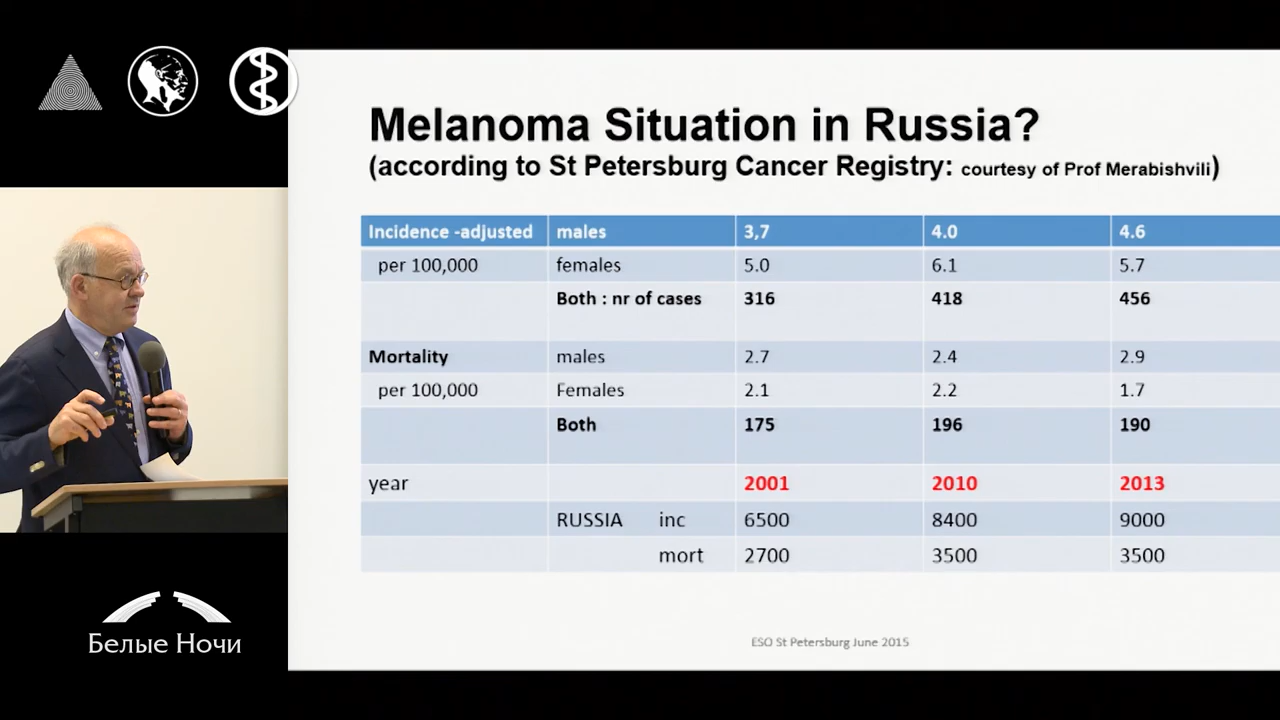 Melanoma Situation in Russia?
(according to St Petersburg Cancer Registry: courtesy of Prof Merabishvili)
Incidence -adjusted males 3,7 4.0 4.6
per 100,000 females 5.0 6.1 5.7
Both : nr of cases 316 418 456
Mortality males 2.7 2.4 2.9
per 100,000 Females 2.1 2.2 1.7
Both 175 196 190
year 2001 2010 2013
RUSSIA inc 6500 8400 9000
mort 2700 3500 3500
ESO St Petersburg June 2015
Белые Ночи